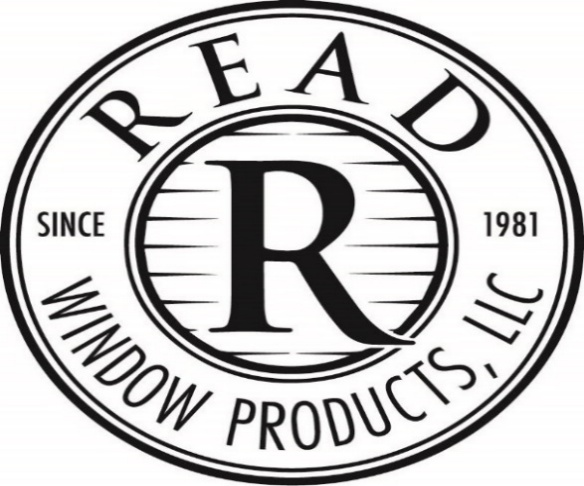 READ
R
SINCE 1981
WINDOW PRODUCTS, LLC